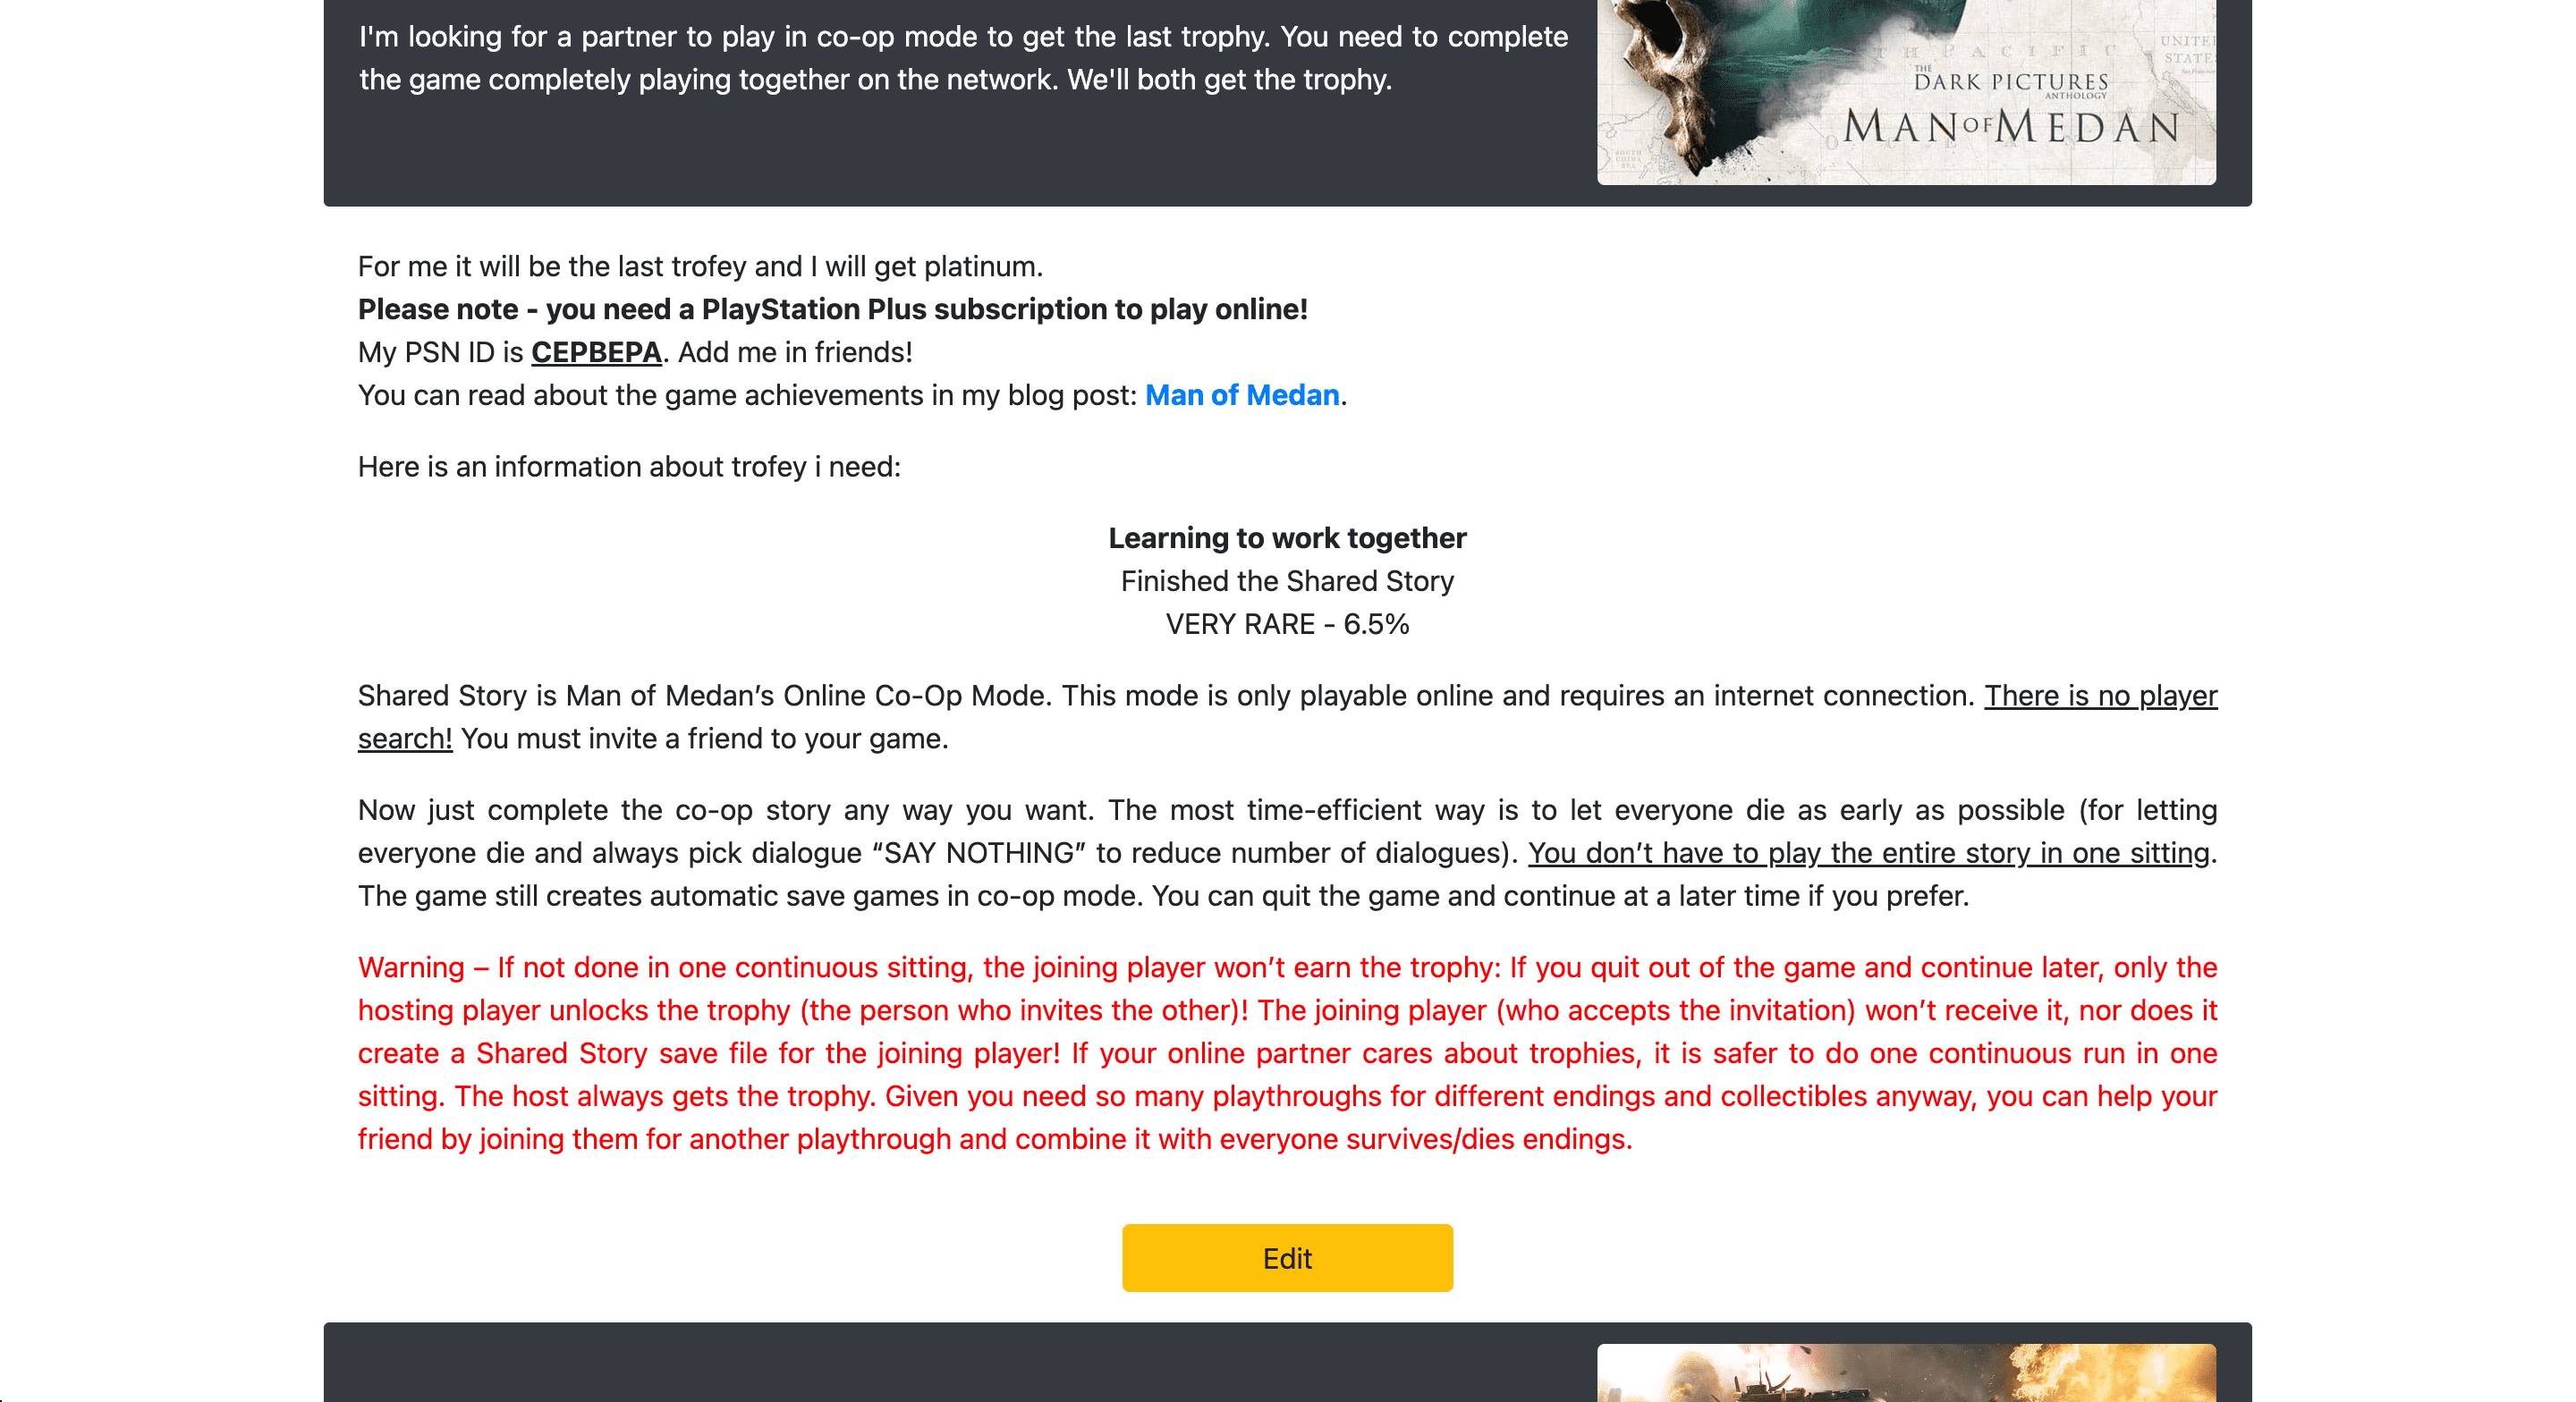 I'm looking for a partner to play in co-op mode to get the last trophy. You need to complete
the game completely playing together on the network. We'll both get the trophy.
TH PACIFIC
UNITED
STATES
THE
DARK PICTURES
ANTHOLOGY
MAN OF MEDAN
SOUTH
CHINA
SEA
For me it will be the last trofey and I will get platinum.
Please note - you need a PlayStation Plus subscription to play online!
My PSN ID is CEPBEPA. Add me in friends!
You can read about the game achievements in my blog post: Man of Medan.
Here is an information about trofey i need:
Learning to work together
Finished the Shared Story
VERY RARE - 6.5%
Shared Story is Man of Medan’s Online Co-Op Mode. This mode is only playable online and requires an internet connection. There is no player
search! You must invite a friend to your game.
Now just complete the co-op story any way you want. The most time-efficient way is to let everyone die as early as possible (for letting
everyone die and always pick dialogue “SAY NOTHING” to reduce number of dialogues). You don’t have to play the entire story in one sitting.
The game still creates automatic save games in co-op mode. You can quit the game and continue at a later time if you prefer.
Warning – If not done in one continuous sitting, the joining player won’t earn the trophy: If you quit out of the game and continue later, only the
hosting player unlocks the trophy (the person who invites the other)! The joining player (who accepts the invitation) won’t receive it, nor does it
create a Shared Story save file for the joining player! If your online partner cares about trophies, it is safer to do one continuous run in one
sitting. The host always gets the trophy. Given you need so many playthroughs for different endings and collectibles anyway, you can help your
friend by joining them for another playthrough and combine it with everyone survives/dies endings.
Edit